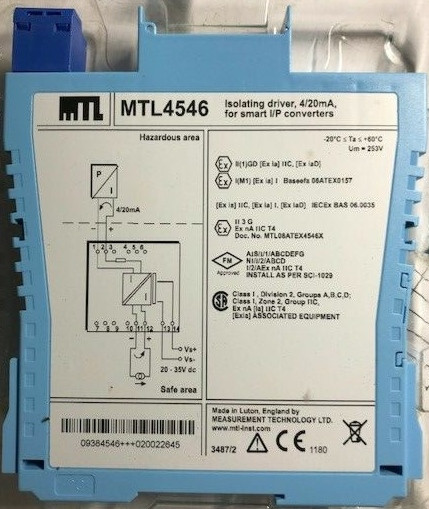 MTL
MTL4546
Isolating driver, 4/20mA,
for smart I/P converters
Hazardous area
-20°C ≤ Ta ≤ +60°C
Um = 253V
P
I
4/20mA
- +
1 2 3 4 5 6
I
I
7 8 9 10 11 12 13 14
- +
Vs+
Vs-
20 - 35V dc
Safe area
Ex II(1)GD [Ex ia] IIC, [Ex iaD]
Ex I(M1) [Ex ia] I Baseefa 06ATEX0157
[Ex ia] IIC, [Ex ia] I, [Ex iaD] IECEx BAS 06.0035
Ex II 3 G
Ex nA IIC T4
Doc. No. MTL08ATEX4546X
FM
Approved
A/S/I/1/ABCDEFG
NI/I/2/ABCD
I/2/AEx nA IIC T4
INSTALL AS PER SCI-1029
Class I, Division 2, Groups A,B,C,D;
Class I, Zone 2, Group IIC,
Ex nA [ia] IIC T4
[Exia] ASSOCIATED EQUIPMENT
09384546+++020022645
Made in Luton, England by
MEASUREMENT TECHNOLOGY LTD.
www.mtl-inst.com
3487/2
CE 1180